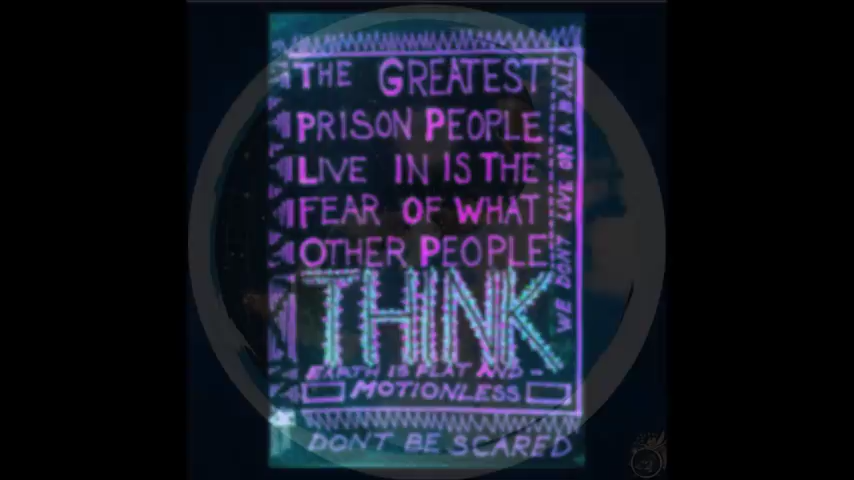 THE GREATEST
PRISON PEOPLE
LIVE IN IS THE
FEAR OF WHAT
OTHER PEOPLE
THINK
EARTH IS FLAT AND -
MOTIONLESS
DONT BE SCARED
WE DONT LIVE ON A BALL